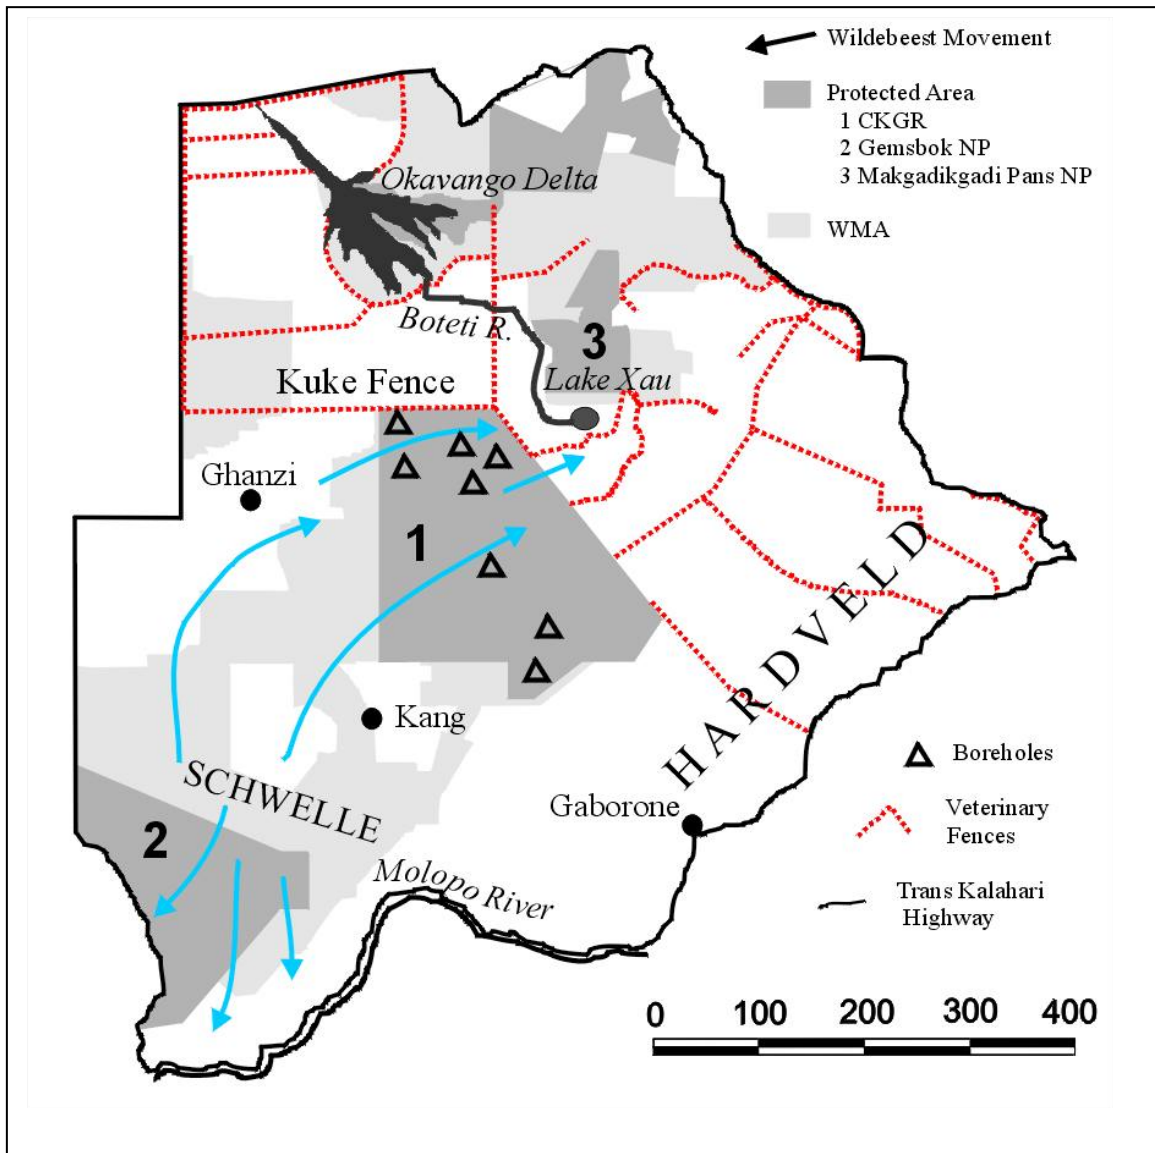 Wildebeest Movement
Protected Area
1 CKGR
2 Gemsbok NP
3 Makgadikgadi Pans NP
WMA
Okavango Delta
Boteti R.
3
Lake Xau
Kuke Fence
Ghanzi
1
HARDVELD
Kang
SCHWELLE
2
Gaborone
Molopo River
Boreholes
Veterinary
Fences
Trans Kalahari
Highway
0 100 200 300 400